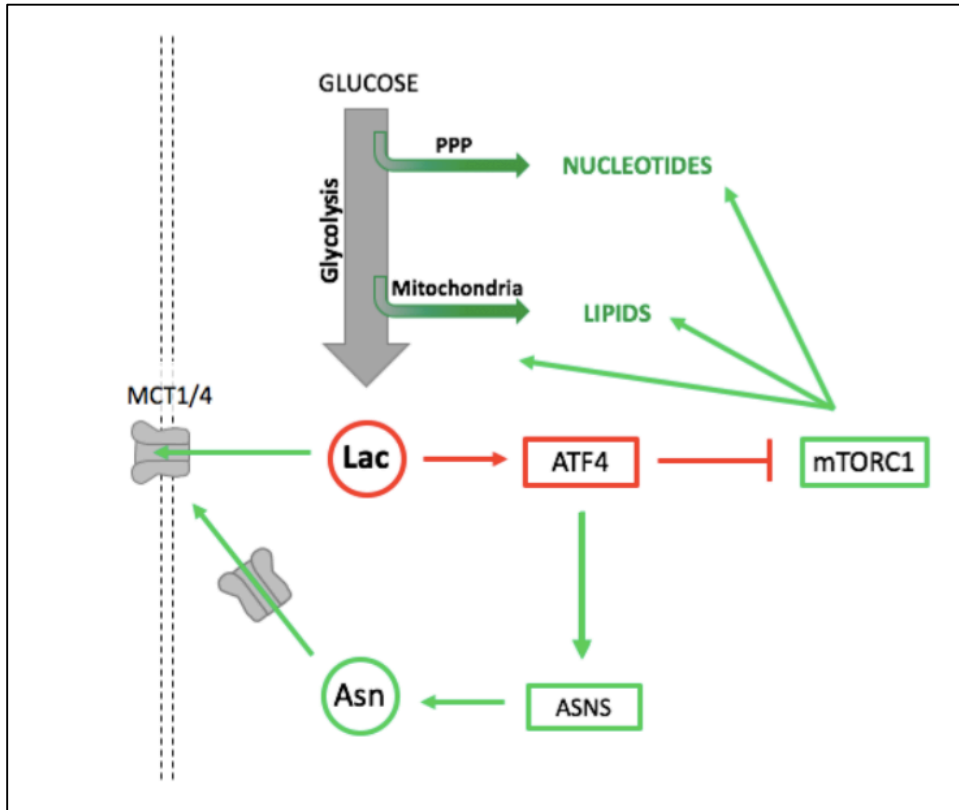 GLUCOSE
PPP
NUCLEOTIDES
Glycolysis
Mitochondria
LIPIDS
MCT1/4
Lac
ATF4
mTORC1
Asn
ASNS